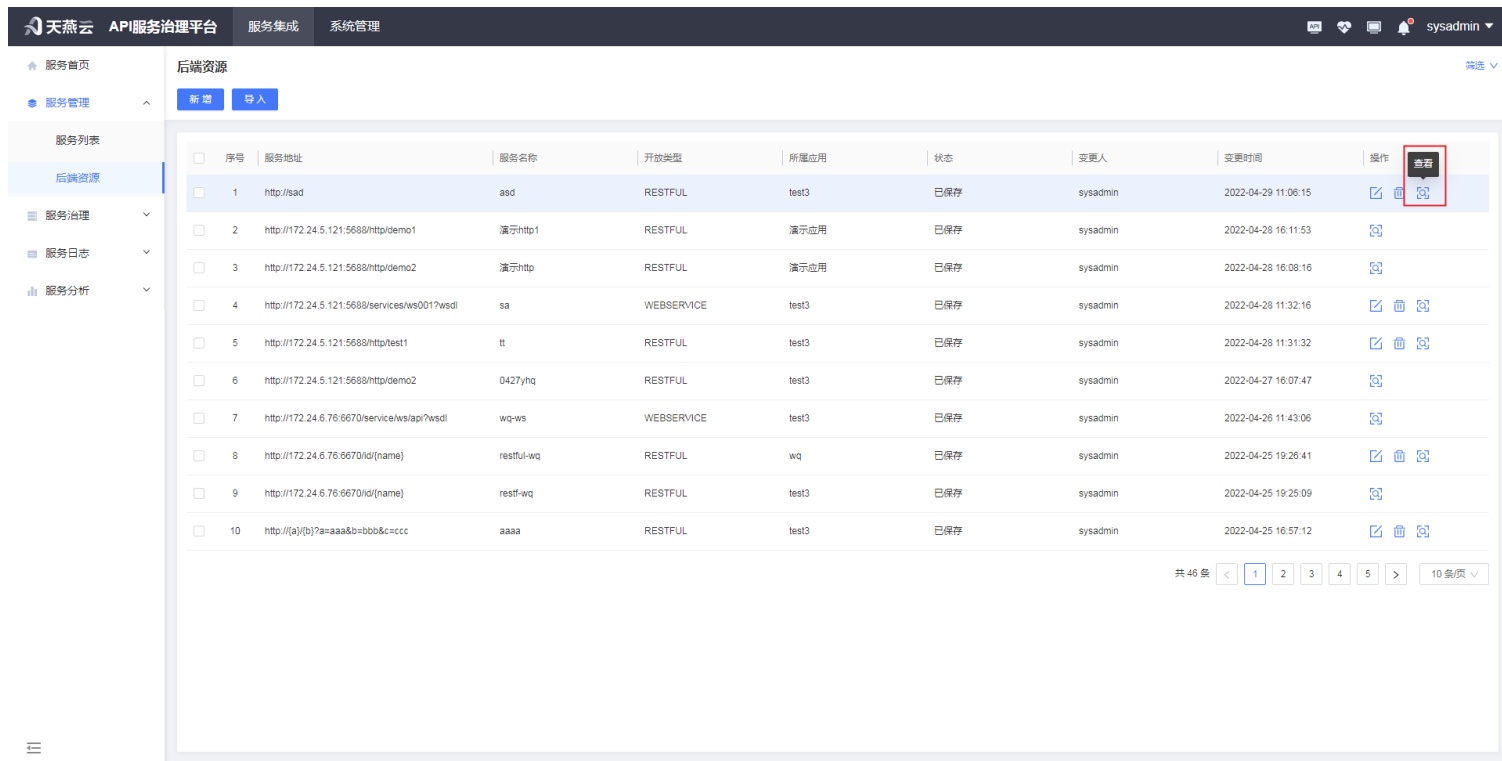 天燕云 API服务治理平台 服务集成 系统管理 API sysadmin
服务首页
服务管理
服务列表
后端资源
服务治理
服务日志
服务分析
后端资源 筛选
新增 导入
序号 服务地址 服务名称 开放类型 所属应用 状态 变更人 变更时间 操作
查看
1 http://sad asd RESTFUL test3 已保存 sysadmin 2022-04-29 11:06:15
2 http://172.24.5.121:5688/http/demo1 演示http1 RESTFUL 演示应用 已保存 sysadmin 2022-04-28 16:11:53
3 http://172.24.5.121:5688/http/demo2 演示http RESTFUL 演示应用 已保存 sysadmin 2022-04-28 16:08:16
4 http://172.24.5.121:5688/services/ws001?wsdl sa WEBSERVICE test3 已保存 sysadmin 2022-04-28 11:32:16
5 http://172.24.5.121:5688/http/test1 tt RESTFUL test3 已保存 sysadmin 2022-04-28 11:31:32
6 http://172.24.5.121:5688/http/demo2 0427yhq RESTFUL test3 已保存 sysadmin 2022-04-27 16:07:47
7 http://172.24.6.76:6670/service/ws/api?wsdl wq-ws WEBSERVICE test3 已保存 sysadmin 2022-04-26 11:43:06
8 http://172.24.6.76:6670/id/{name} restful-wq RESTFUL wq 已保存 sysadmin 2022-04-25 19:26:41
9 http://172.24.6.76:6670/id/{name} restf-wq RESTFUL test3 已保存 sysadmin 2022-04-25 19:25:09
10 http://{a}/{b}?a=aaa&b=bbb&c=ccc aaaa RESTFUL test3 已保存 sysadmin 2022-04-25 16:57:12
共 46 条 < 1 2 3 4 5 > 10 条/页